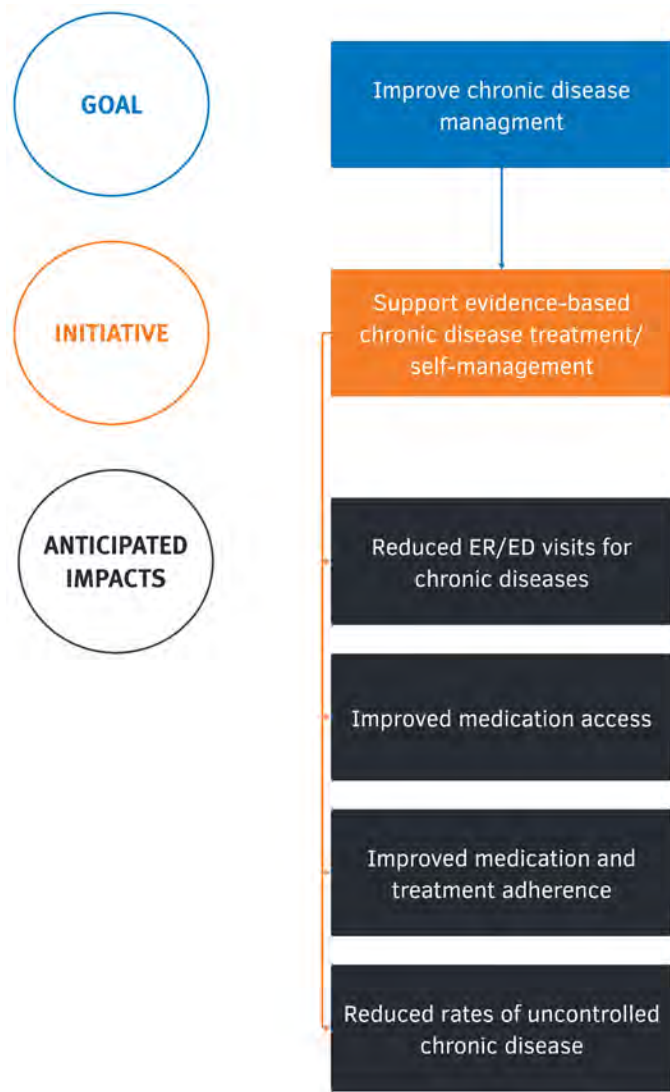 GOAL
Improve chronic disease
managment
INITIATIVE
Support evidence-based
chronic disease treatment/
self-management
ANTICIPATED
IMPACTS
Reduced ER/ED visits for
chronic diseases
Improved medication access
Improved medication and
treatment adherence
Reduced rates of uncontrolled
chronic disease